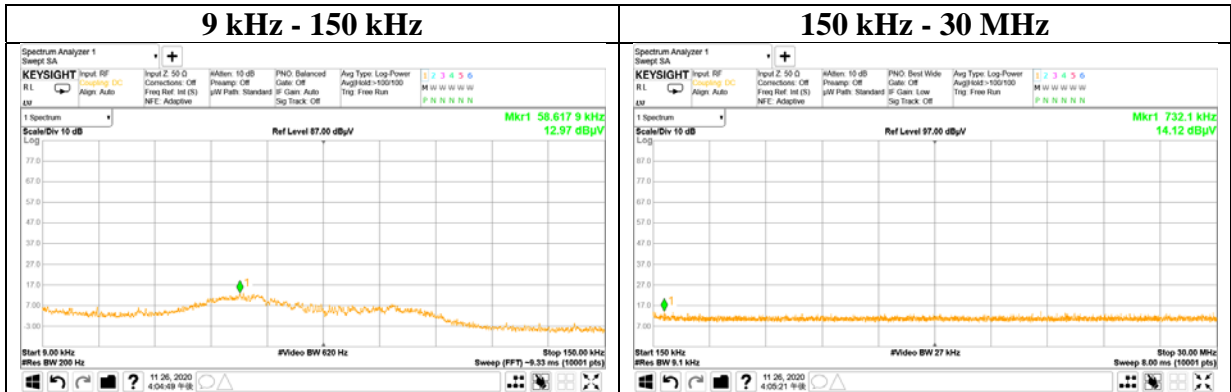 9 kHz - 150 kHz
Spectrum Analyzer 1
Swept SA
+
KEYSIGHT Input: RF Input Z: 50 Ω #Atten: 10 dB PNO: Balanced Avg Type: Log-Power 1 2 3 4 5 6
RL Coupling: DC Corrections: Off Preamp: Off Gate: Off Avg|Hold:>100/100 M W W W W W
Align: Auto Freq Ref: Int (S) µW Path: Standard IF Gain: Auto Trig: Free Run
LXI NFE: Adaptive Sig Track: Off P N N N N N
1 Spectrum
Mkr1 58.617 9 kHz
Scale/Div 10 dB Ref Level 87.00 dBµV 12.97 dBµV
Log
77.0
67.0
57.0
47.0
37.0
27.0
1
17.0
7.00
-3.00
Start 9.00 kHz #Video BW 620 Hz Stop 150.00 kHz
#Res BW 200 Hz Sweep (FFT) ~9.33 ms (10001 pts)
? 11 26, 2020
4:04:49 午後
150 kHz - 30 MHz
Spectrum Analyzer 1
Swept SA
+
KEYSIGHT Input: RF Input Z: 50 Ω #Atten: 10 dB PNO: Best Wide Avg Type: Log-Power 1 2 3 4 5 6
RL Coupling: DC Corrections: Off Preamp: Off Gate: Off Avg|Hold:>100/100 M W W W W W
Align: Auto Freq Ref: Int (S) µW Path: Standard IF Gain: Low Trig: Free Run
LXI NFE: Adaptive Sig Track: Off P N N N N N
1 Spectrum
Mkr1 732.1 kHz
Scale/Div 10 dB Ref Level 97.00 dBµV 14.12 dBµV
Log
87.0
77.0
67.0
57.0
47.0
37.0
27.0
17.0 1
7.00
Start 150 kHz #Video BW 27 kHz Stop 30.00 MHz
#Res BW 9.1 kHz Sweep 8.00 ms (10001 pts)
? 11 26, 2020
4:05:21 午後